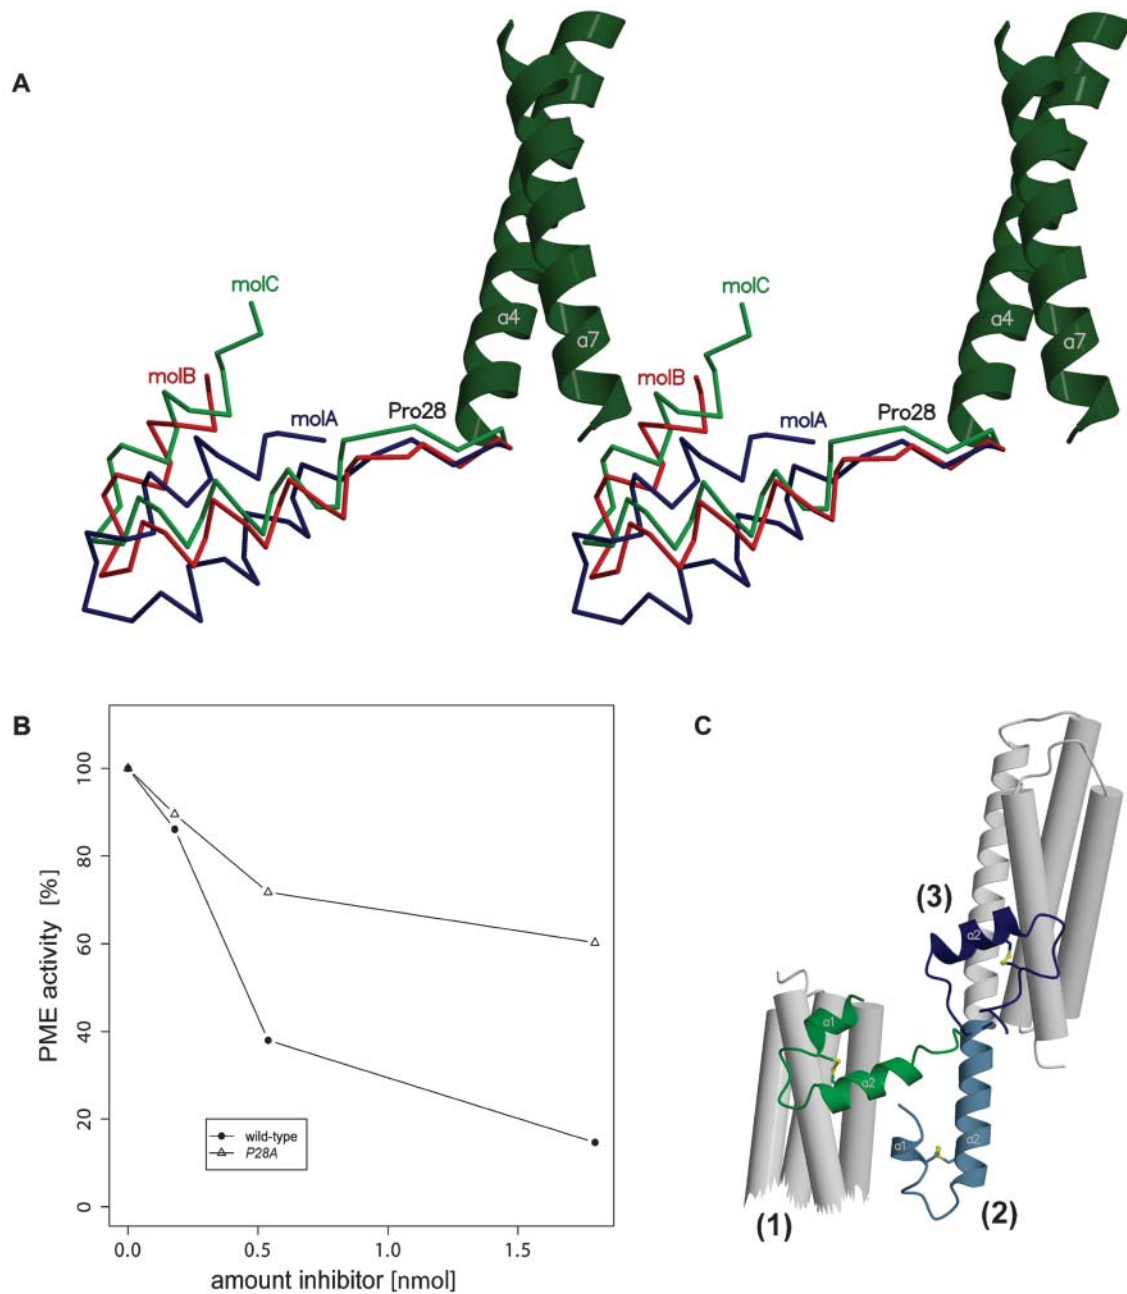 A
molC
molB
molA
Pro28
α4
α7
molC
molB
molA
Pro28
α4
α7
B
PME activity [%]
100
80
60
40
20
0
wild-type
P28A
0.0
0.5
1.0
1.5
amount inhibitor [nmol]
C
(3)
α2
α1
α2
α1
α2
(1)
(2)